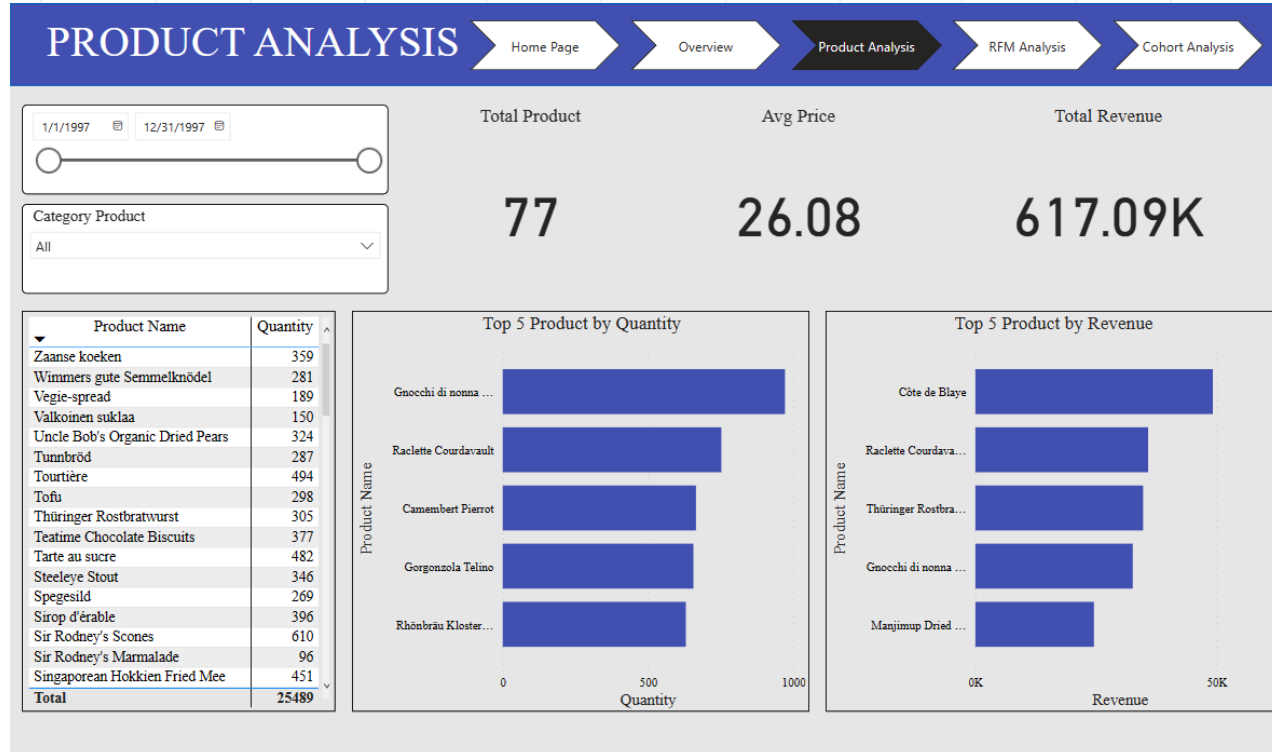 PRODUCT ANALYSIS
Home Page
Overview
Product Analysis
RFM Analysis
Cohort Analysis
1/1/1997
12/31/1997
Category Product
All
Total Product
77
Avg Price
26.08
Total Revenue
617.09K
Product Name Quantity
Zaanse koeken 359
Wimmers gute Semmelknödel 281
Vegie-spread 189
Valkoinen suklaa 150
Uncle Bob's Organic Dried Pears 324
Tunnbröd 287
Tourtière 494
Tofu 298
Thüringer Rostbratwurst 305
Teatime Chocolate Biscuits 377
Tarte au sucre 482
Steeleye Stout 346
Spegesild 269
Sirop d'érable 396
Sir Rodney's Scones 610
Sir Rodney's Marmalade 96
Singaporean Hokkien Fried Mee 451
Total 25489
Top 5 Product by Quantity
Product Name
Gnocchi di nonna ...
Raclette Courdavault
Camembert Pierrot
Gorgonzola Telino
Rhönbräu Kloster...
0 500 1000
Quantity
Top 5 Product by Revenue
Product Name
Côte de Blaye
Raclette Courdava...
Thüringer Rostbra...
Gnocchi di nonna ...
Manjimup Dried ...
0K 50K
Revenue